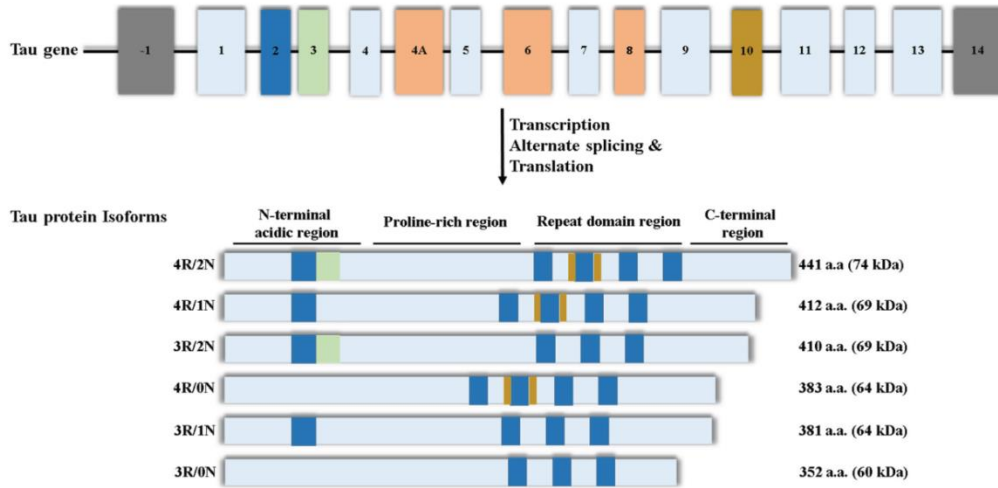 Tau gene -1 1 2 3 4 4A 5 6 7 8 9 10 11 12 13 14
Transcription
Alternate splicing &
Translation
Tau protein Isoforms
N-terminal
acidic region
Proline-rich region
Repeat domain region
C-terminal
region
4R/2N 441 a.a (74 kDa)
4R/1N 412 a.a. (69 kDa)
3R/2N 410 a.a. (69 kDa)
4R/0N 383 a.a. (64 kDa)
3R/1N 381 a.a. (64 kDa)
3R/0N 352 a.a. (60 kDa)